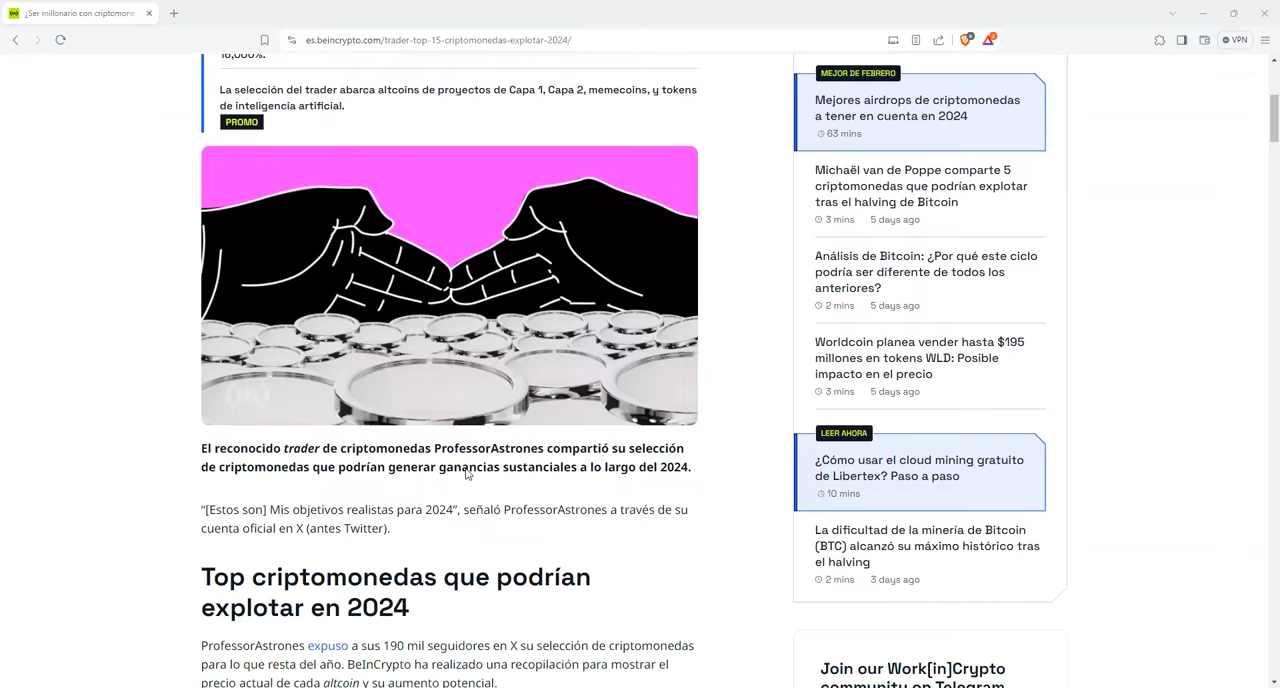 ¿Ser millonario con criptomone
es.beincrypto.com/trader-top-15-criptomonedas-explotar-2024/
VPN
16,000%.
La selección del trader abarca altcoins de proyectos de Capa 1, Capa 2, memecoins, y tokens
de inteligencia artificial.
PROMO
El reconocido trader de criptomonedas ProfessorAstrones compartió su selección
de criptomonedas que podrían generar ganancias sustanciales a lo largo del 2024.
“[Estos son] Mis objetivos realistas para 2024”, señaló ProfessorAstrones a través de su
cuenta oficial en X (antes Twitter).
Top criptomonedas que podrían
explotar en 2024
ProfessorAstrones expuso a sus 190 mil seguidores en X su selección de criptomonedas
para lo que resta del año. BeInCrypto ha realizado una recopilación para mostrar el
precio actual de cada altcoin y su aumento potencial.
MEJOR DE FEBRERO
Mejores airdrops de criptomonedas
a tener en cuenta en 2024
63 mins
Michaël van de Poppe comparte 5
criptomonedas que podrían explotar
tras el halving de Bitcoin
3 mins 5 days ago
Análisis de Bitcoin: ¿Por qué este ciclo
podría ser diferente de todos los
anteriores?
2 mins 5 days ago
Worldcoin planea vender hasta $195
millones en tokens WLD: Posible
impacto en el precio
3 mins 5 days ago
LEER AHORA
¿Cómo usar el cloud mining gratuito
de Libertex? Paso a paso
10 mins
La dificultad de la minería de Bitcoin
(BTC) alcanzó su máximo histórico tras
el halving
2 mins 3 days ago
Join our Work[in]Crypto
community on Telegram